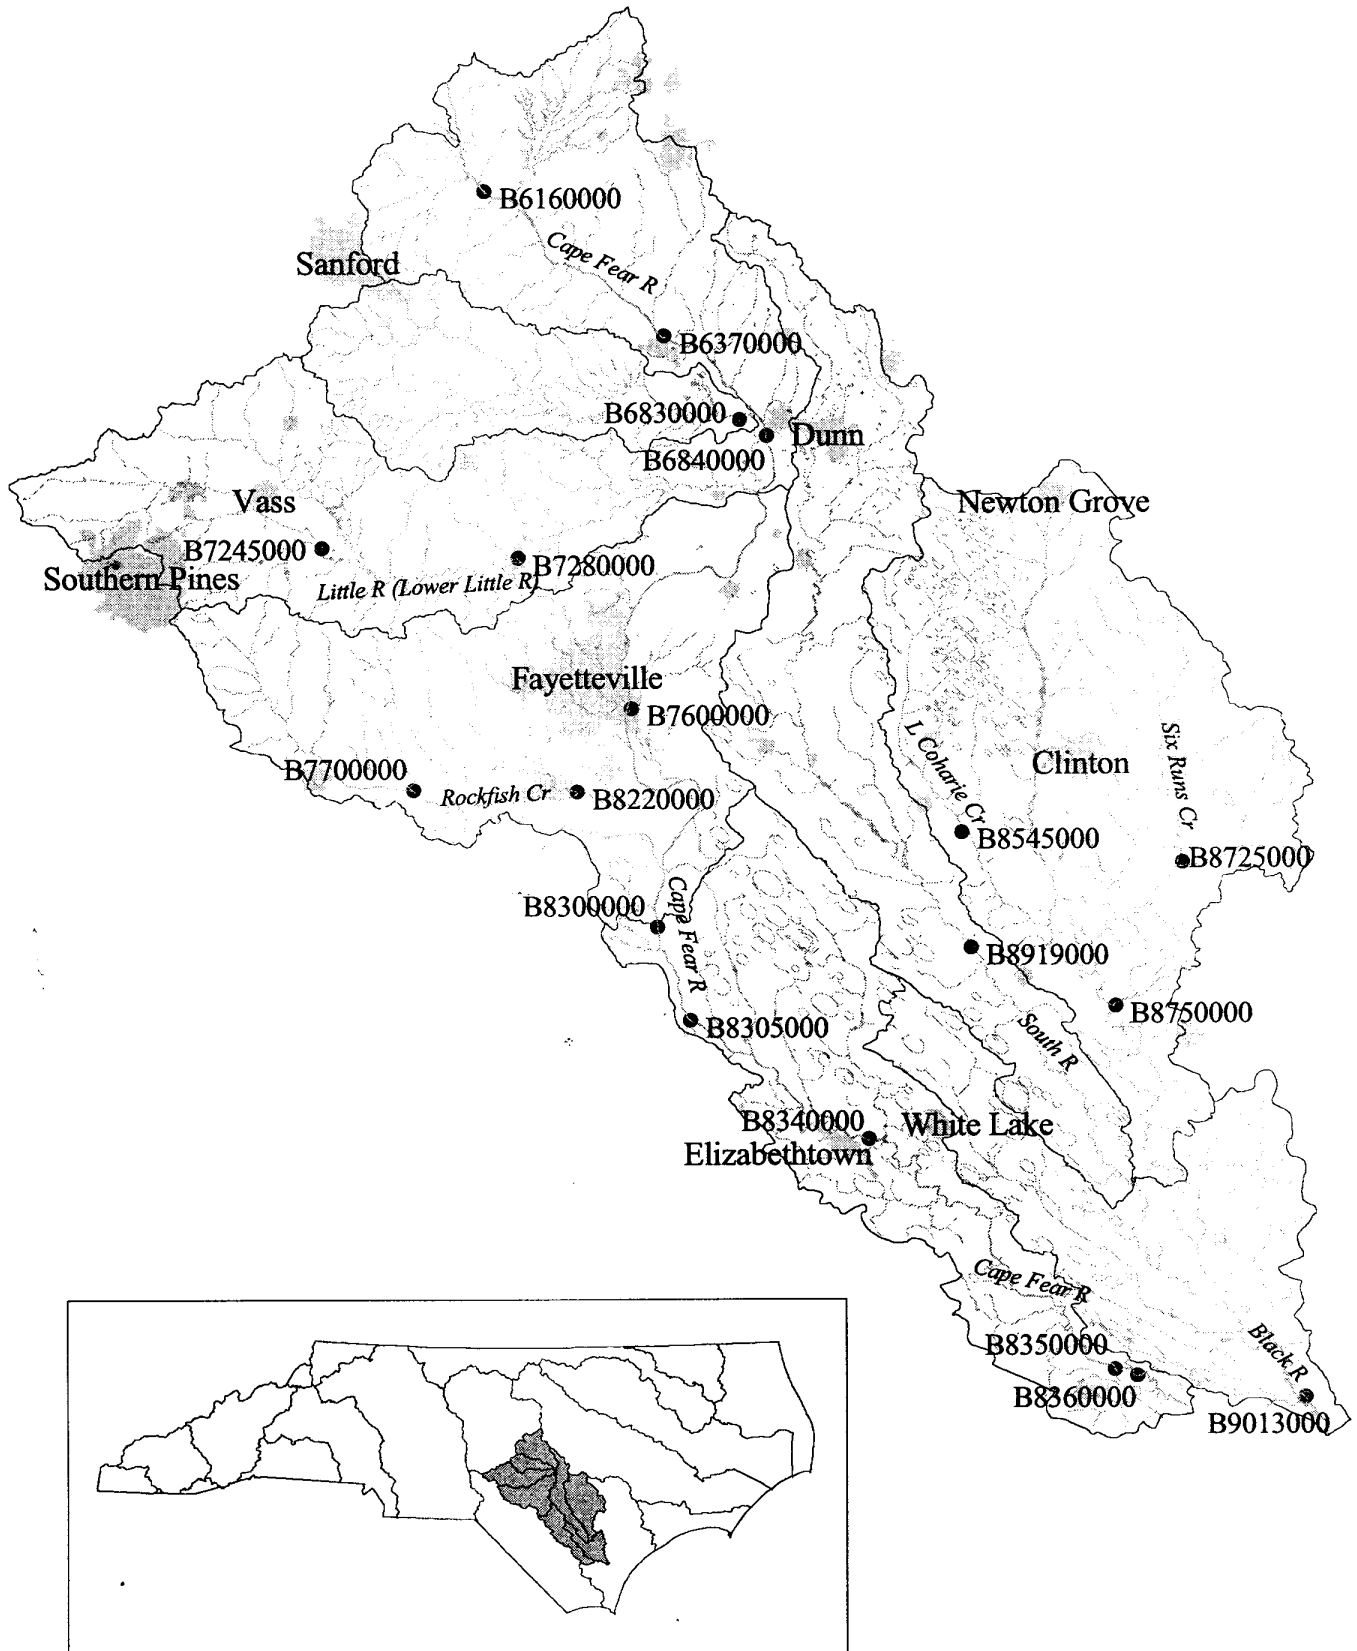 B6160000
Cape Fear R
Sanford
B6370000
B6830000
Dunn
B6840000
Vass
Newton Grove
B7245000
B7280000
Southern Pines
Little R (Lower Little R)
Fayetteville
B7600000
L Coharie Cr
Six Runs Cr
Clinton
B7700000
Rockfish Cr
B8220000
B8545000
B8725000
B8300000
Cape Fear R
B8919000
B8750000
B8305000
South R
B8340000
White Lake
Elizabethtown
Cape Fear R
B8350000
Black R
B8360000
B9013000